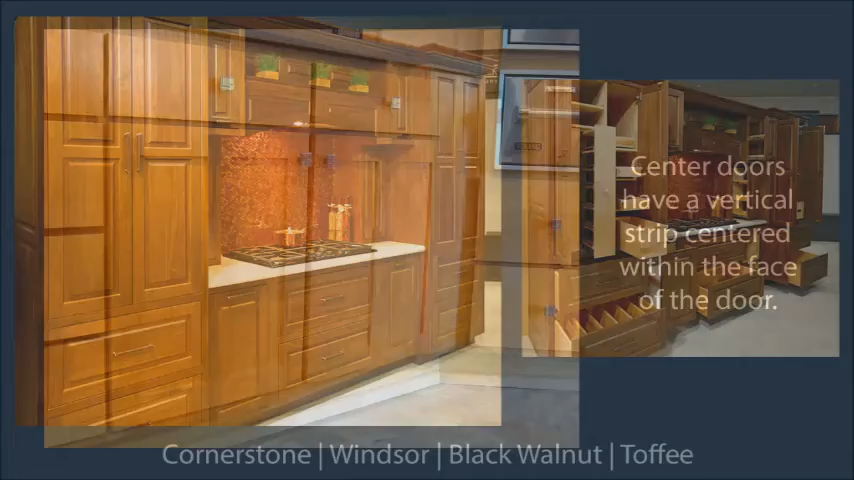 Center doors
have a vertical
strip centered
within the face
of the door.
Cornerstone | Windsor | Black Walnut | Toffee